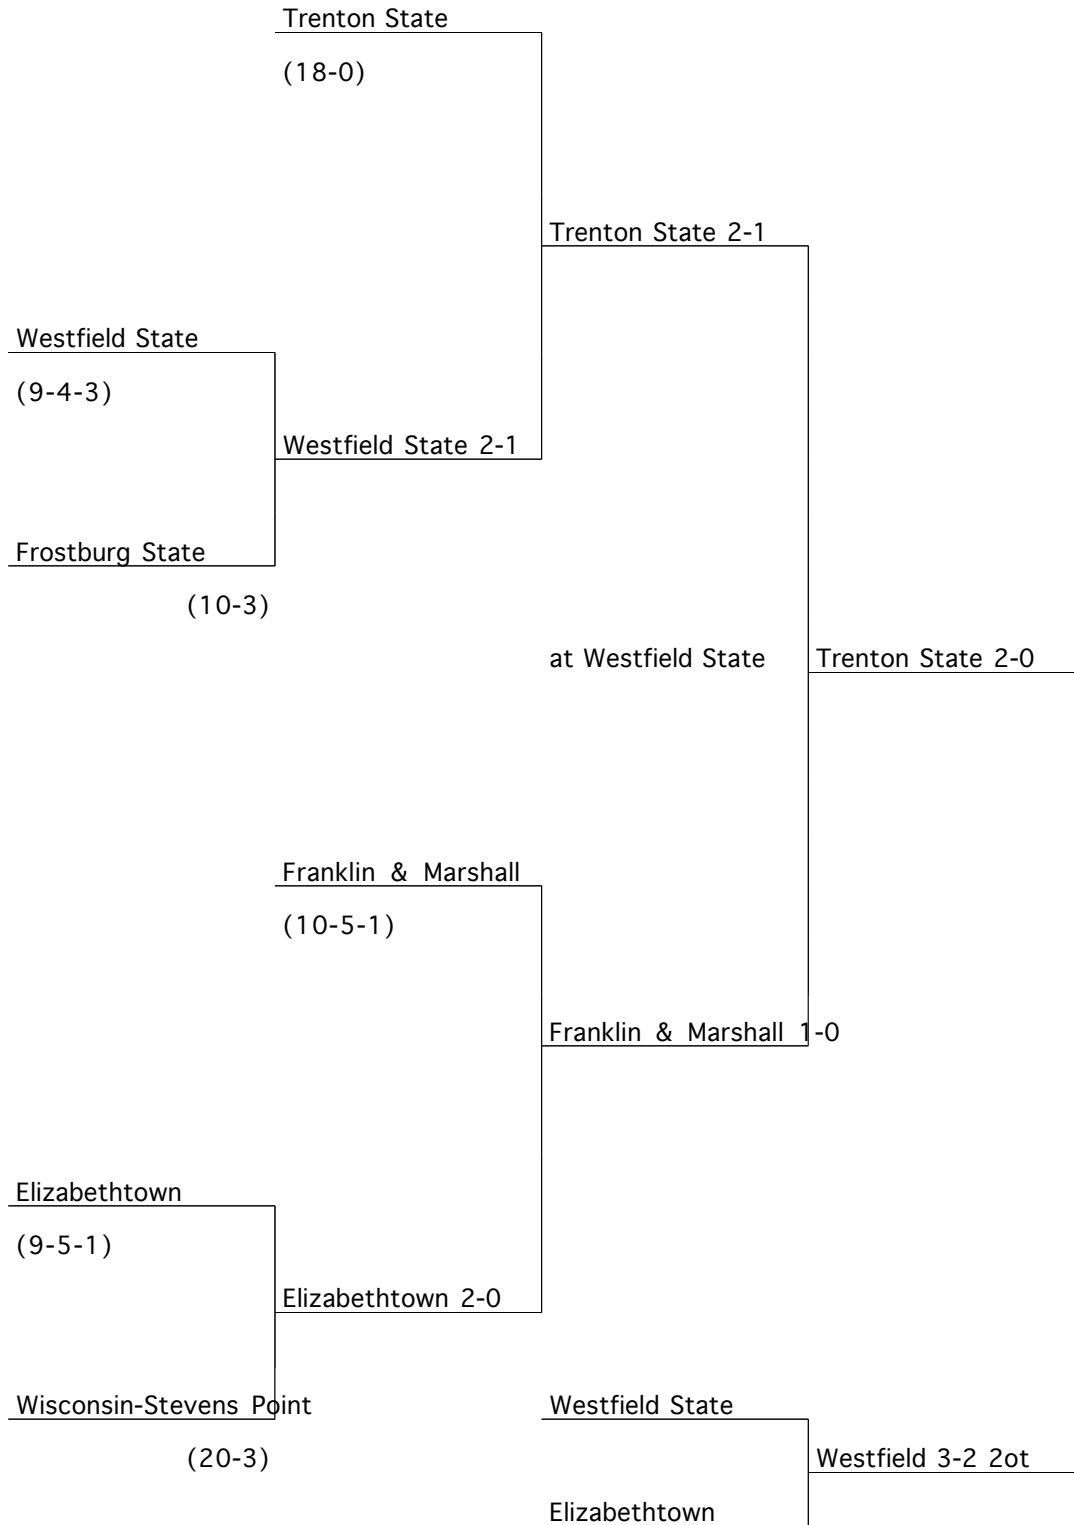 Trenton State
(18-0)
Trenton State 2-1
Westfield State
(9-4-3)
Westfield State 2-1
Frostburg State
(10-3)
at Westfield State
Trenton State 2-0
Franklin & Marshall
(10-5-1)
Franklin & Marshall 1-0
Elizabethtown
(9-5-1)
Elizabethtown 2-0
Wisconsin-Stevens Point
Westfield State
(20-3)
Westfield 3-2 2ot
Elizabethtown